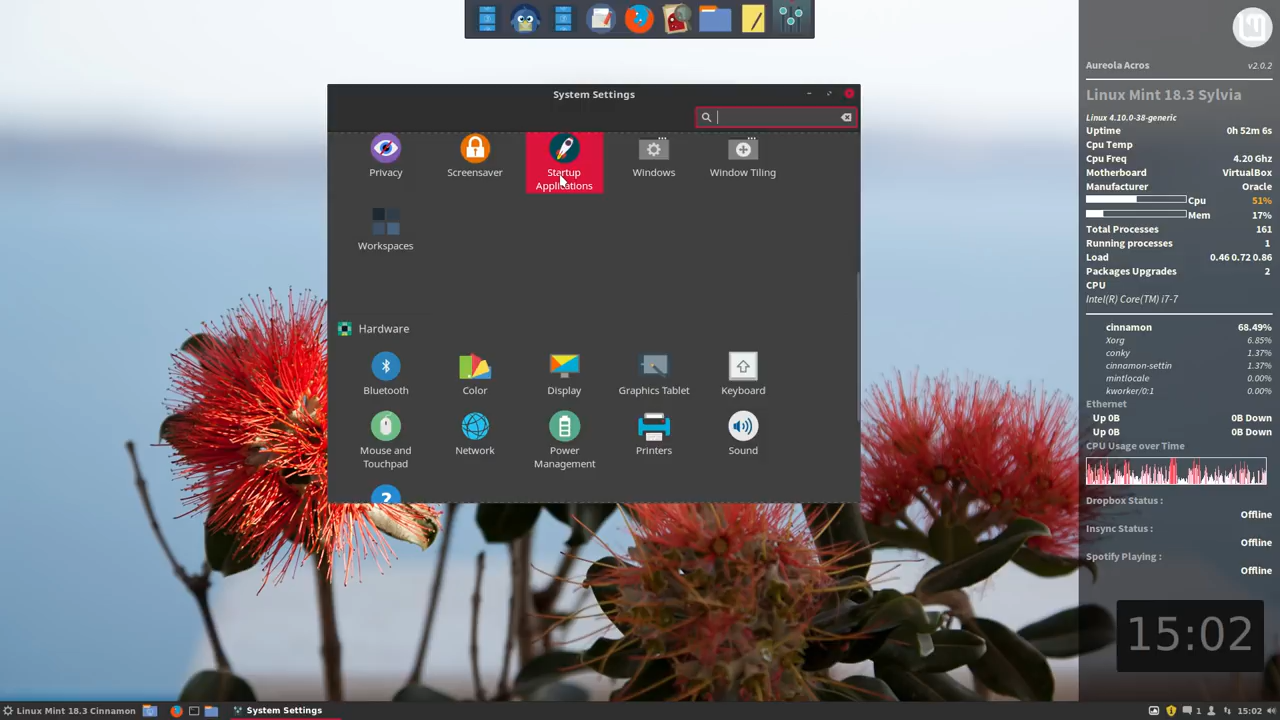 System Settings
Privacy
Screensaver
Startup
Applications
Windows
Window Tiling
Workspaces
Hardware
Bluetooth
Color
Display
Graphics Tablet
Keyboard
Mouse and
Touchpad
Network
Power
Management
Printers
Sound
?
Aureola Acros v2.0.2
Linux Mint 18.3 Sylvia
Linux 4.10.0-38-generic
Uptime 0h 52m 6s
Cpu Temp
Cpu Freq 4.20 Ghz
Motherboard VirtualBox
Manufacturer Oracle
Cpu 51%
Mem 17%
Total Processes 161
Running processes 1
Load 0.46 0.72 0.86
Packages Upgrades 2
CPU
Intel(R) Core(TM) i7-7
cinnamon 68.49%
Xorg 6.85%
conky 1.37%
cinnamon-settin 1.37%
mintlocale 0.00%
kworker/0:1 0.00%
Ethernet
Up 0B 0B Down
Up 0B 0B Down
CPU Usage over Time
Dropbox Status :
Offline
Insync Status :
Offline
Spotify Playing :
Offline
15:02
Linux Mint 18.3 Cinnamon
System Settings
1
15:02